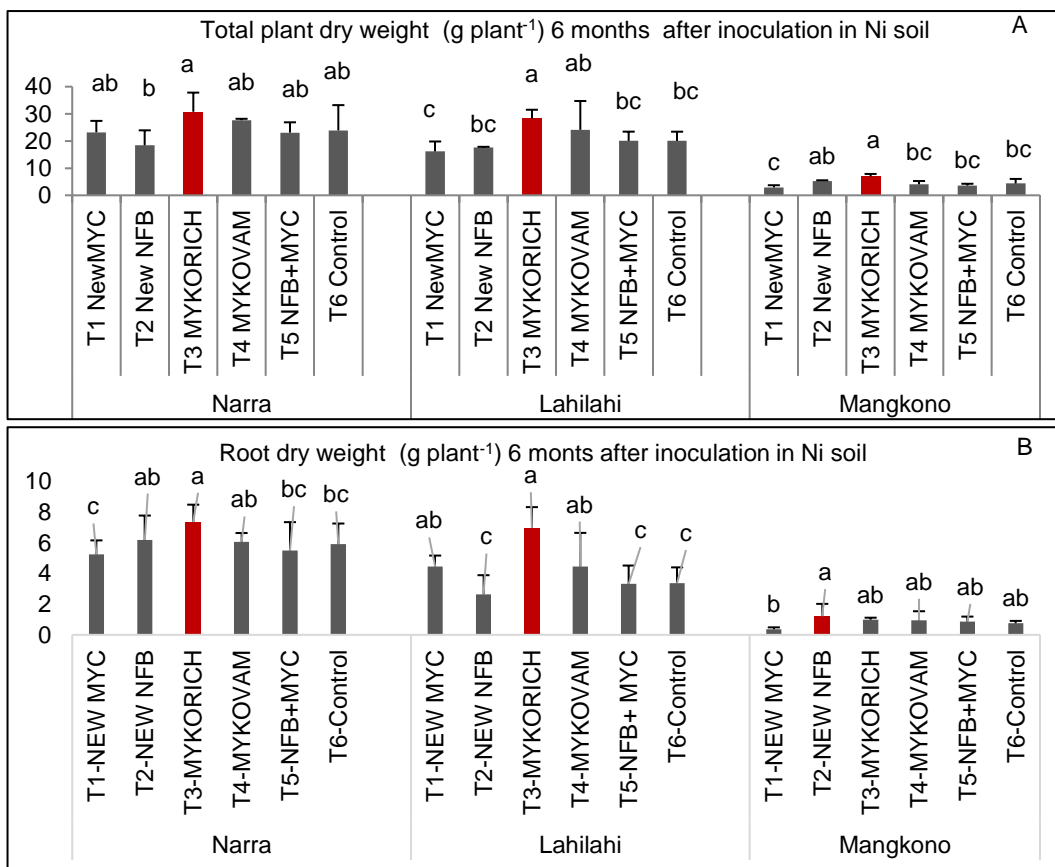 Total plant dry weight (g plant⁻¹) 6 months after inoculation in Ni soil
A
ab b a ab ab ab
c bc a ab bc bc
c ab a bc bc bc
40
30
20
10
0
T1 NewMYC
T2 New NFB
T3 MYKORICH
T4 MYKOVAM
T5 NFB+MYC
T6 Control
T1 NewMYC
T2 New NFB
T3 MYKORICH
T4 MYKOVAM
T5 NFB+MYC
T6 Control
T1 NewMYC
T2 New NFB
T3 MYKORICH
T4 MYKOVAM
T5 NFB+MYC
T6 Control
Narra Lahilahi Mangkono
Root dry weight (g plant⁻¹) 6 monts after inoculation in Ni soil
B
c ab a ab bc bc
ab c a ab c c
b a ab ab ab ab
10
8
6
4
2
0
T1-NEW MYC
T2-NEW NFB
T3-MYKORICH
T4-MYKOVAM
T5-NFB+MYC
T6-Control
T1-NEW MYC
T2-NEW NFB
T3-MYKORICH
T4-MYKOVAM
T5-NFB+ MYC
T6-Control
T1-NEW MYC
T2-NEW NFB
T3-MYKORICH
T4-MYKOVAM
T5-NFB+MYC
T6-Control
Narra Lahilahi Mangkono